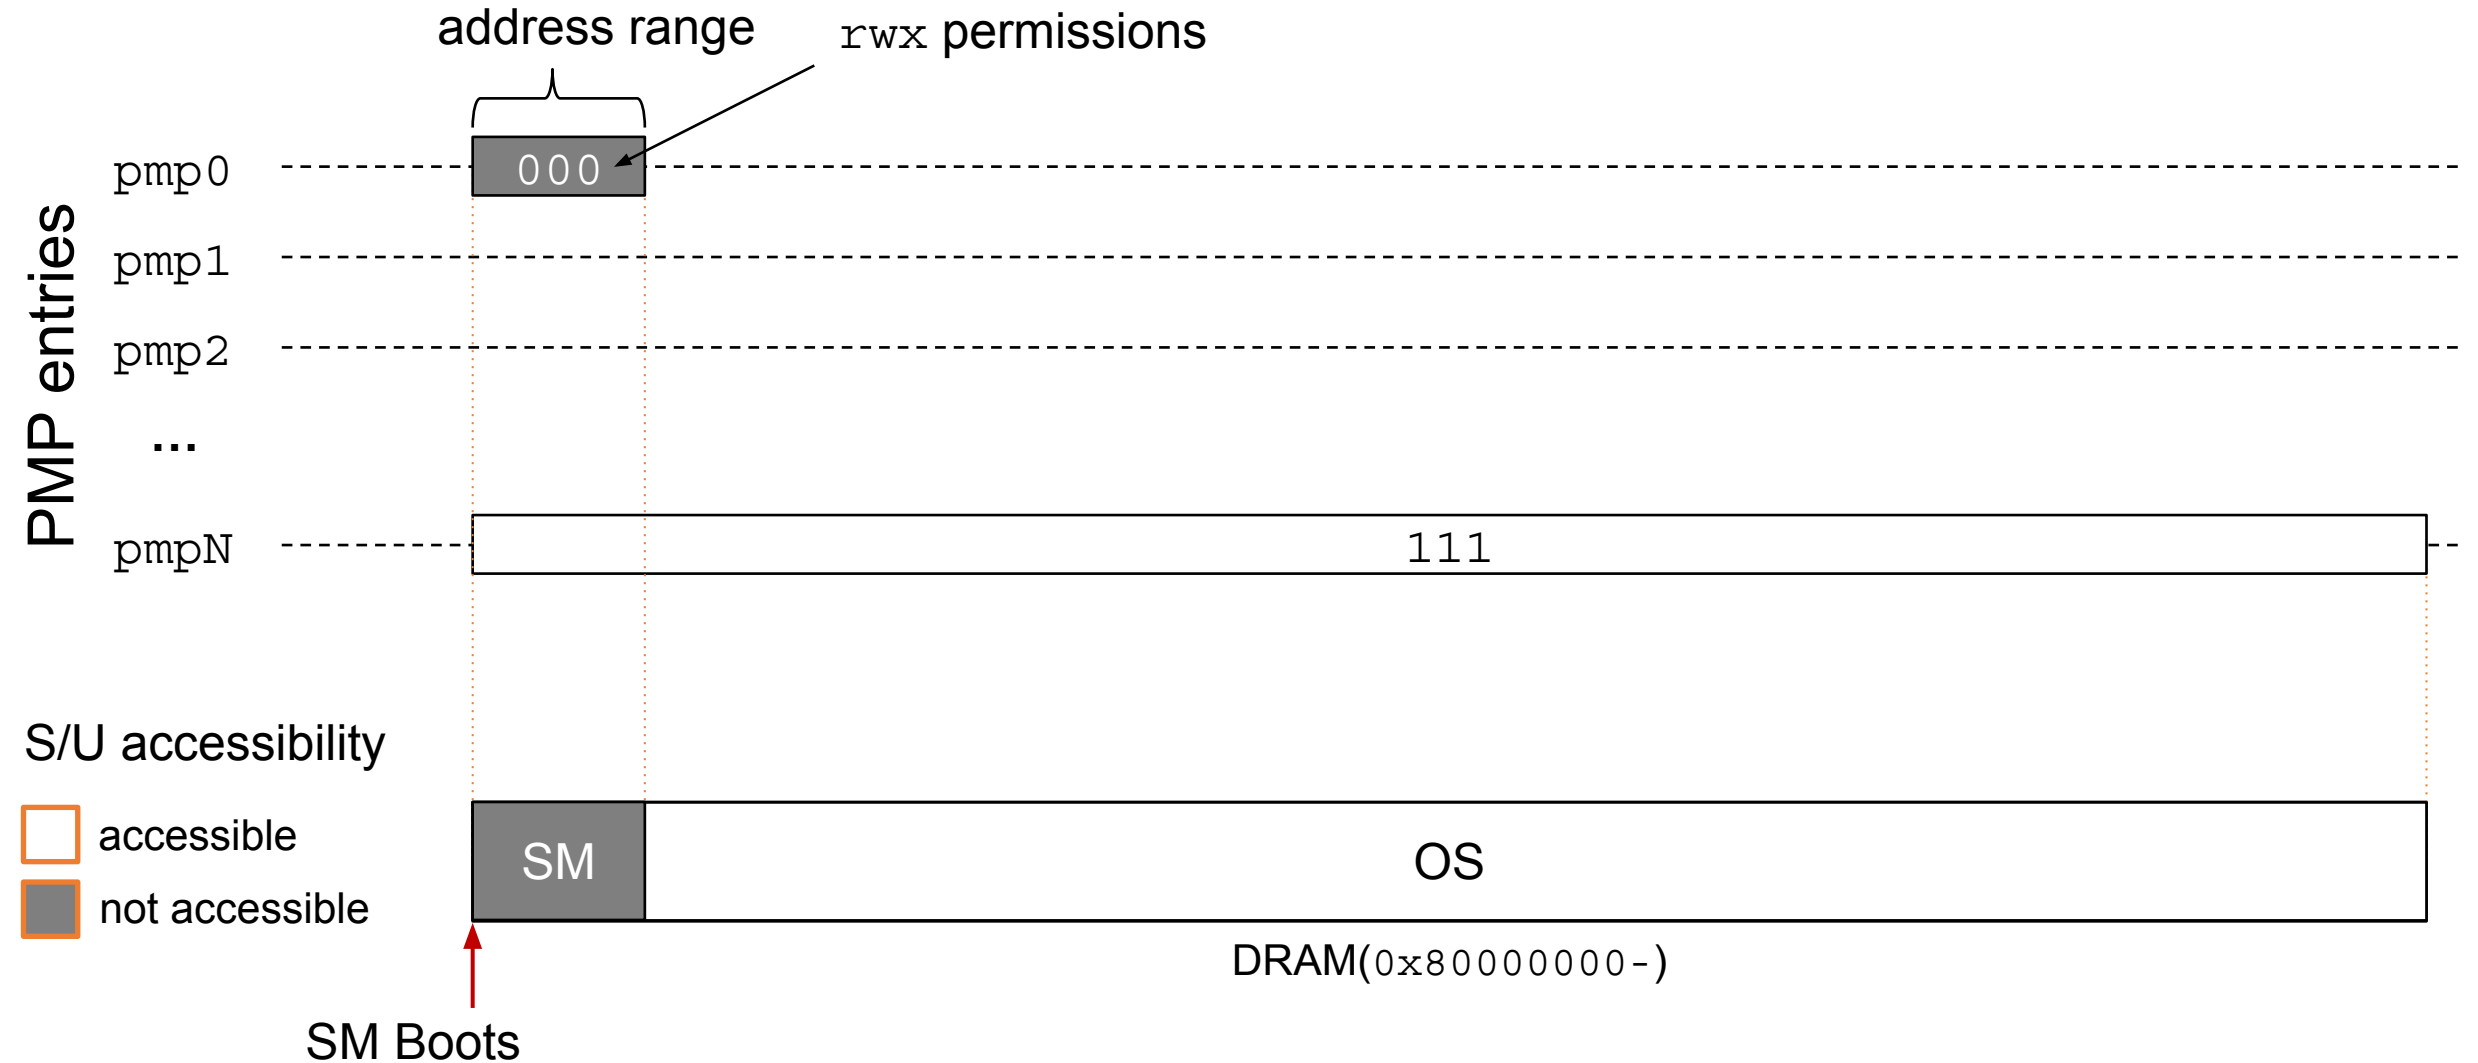 address range
rwx permissions
PMP entries
pmp0
000
pmp1
pmp2
...
pmpN
111
S/U accessibility
accessible
not accessible
SM
OS
DRAM(0x80000000-)
SM Boots